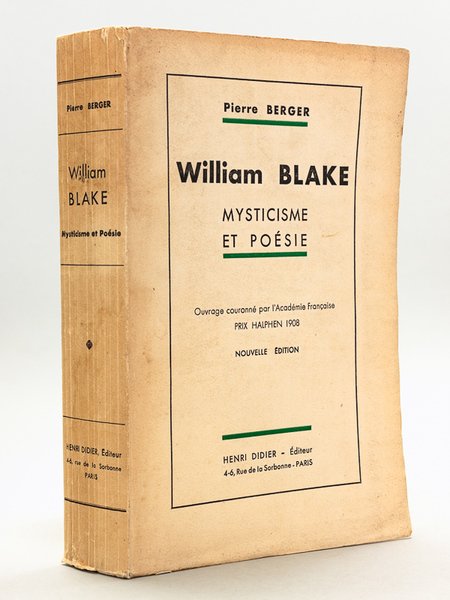 Pierre BERGER
William
BLAKE
Mysticisme et Poésie
HENRI DIDIER, Éditeur
4-6, rue de la Sorbonne
PARIS
Pierre BERGER
William BLAKE
MYSTICISME
ET POÉSIE
Ouvrage couronné par l'Académie Française
PRIX HALPHEN 1908
NOUVELLE ÉDITION
HENRI DIDIER - Éditeur
4-6, Rue de la Sorbonne - PARIS